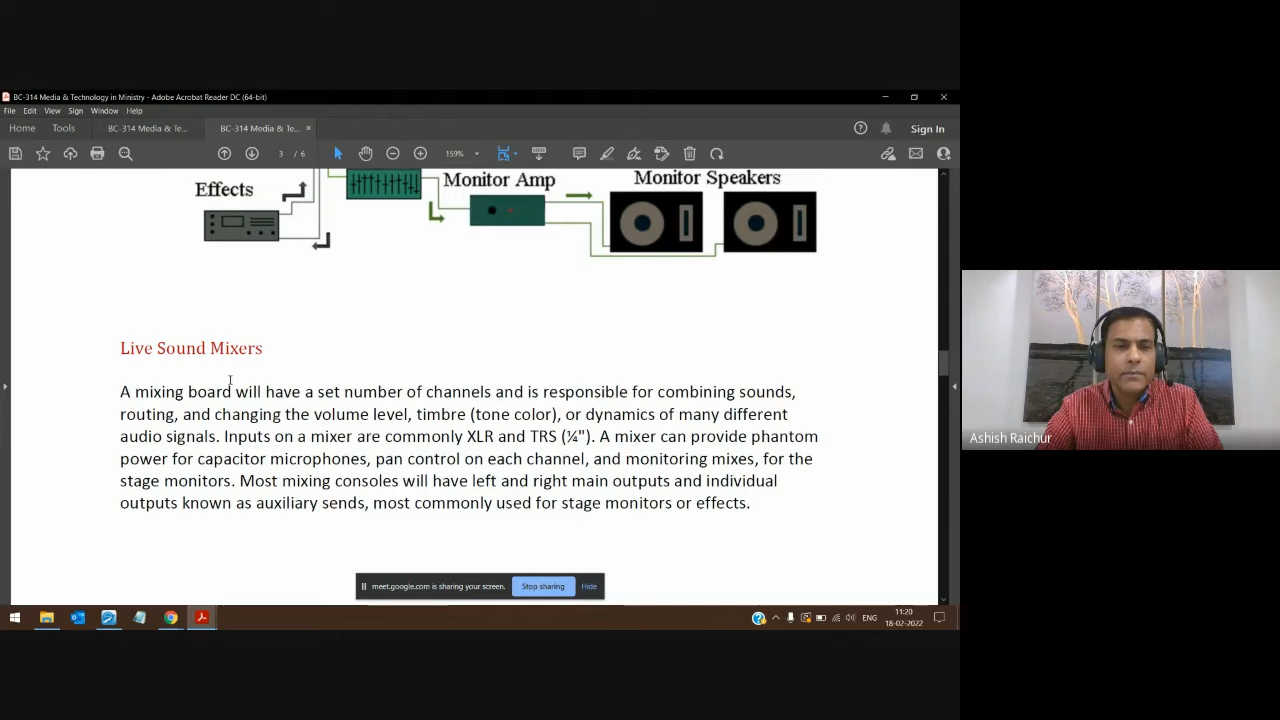 BC-314 Media & Technology in Ministry - Adobe Acrobat Reader DC (64-bit)
File Edit View Sign Window Help
Home Tools BC-314 Media & Te... BC-314 Media & Te... × Sign In
3 / 6 159%
Effects Monitor Amp Monitor Speakers
Live Sound Mixers
A mixing board will have a set number of channels and is responsible for combining sounds,
routing, and changing the volume level, timbre (tone color), or dynamics of many different
audio signals. Inputs on a mixer are commonly XLR and TRS (¼"). A mixer can provide phantom
power for capacitor microphones, pan control on each channel, and monitoring mixes, for the
stage monitors. Most mixing consoles will have left and right main outputs and individual
outputs known as auxiliary sends, most commonly used for stage monitors or effects.
meet.google.com is sharing your screen. Stop sharing Hide
ENG 11:20
18-02-2022
Ashish Raichur